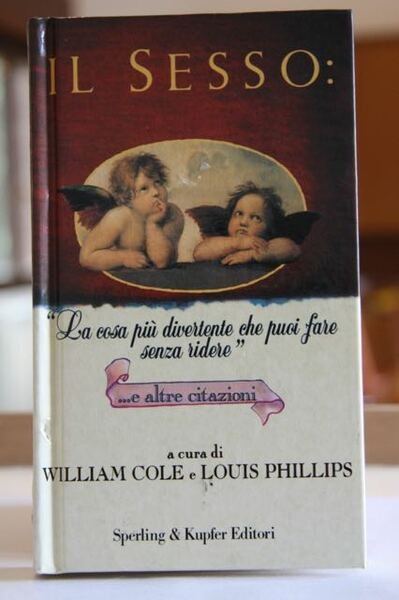 IL SESSO:
"La cosa più divertente che puoi fare
senza ridere"
...e altre citazioni
a cura di
WILLIAM COLE e LOUIS PHILLIPS
Sperling & Kupfer Editori